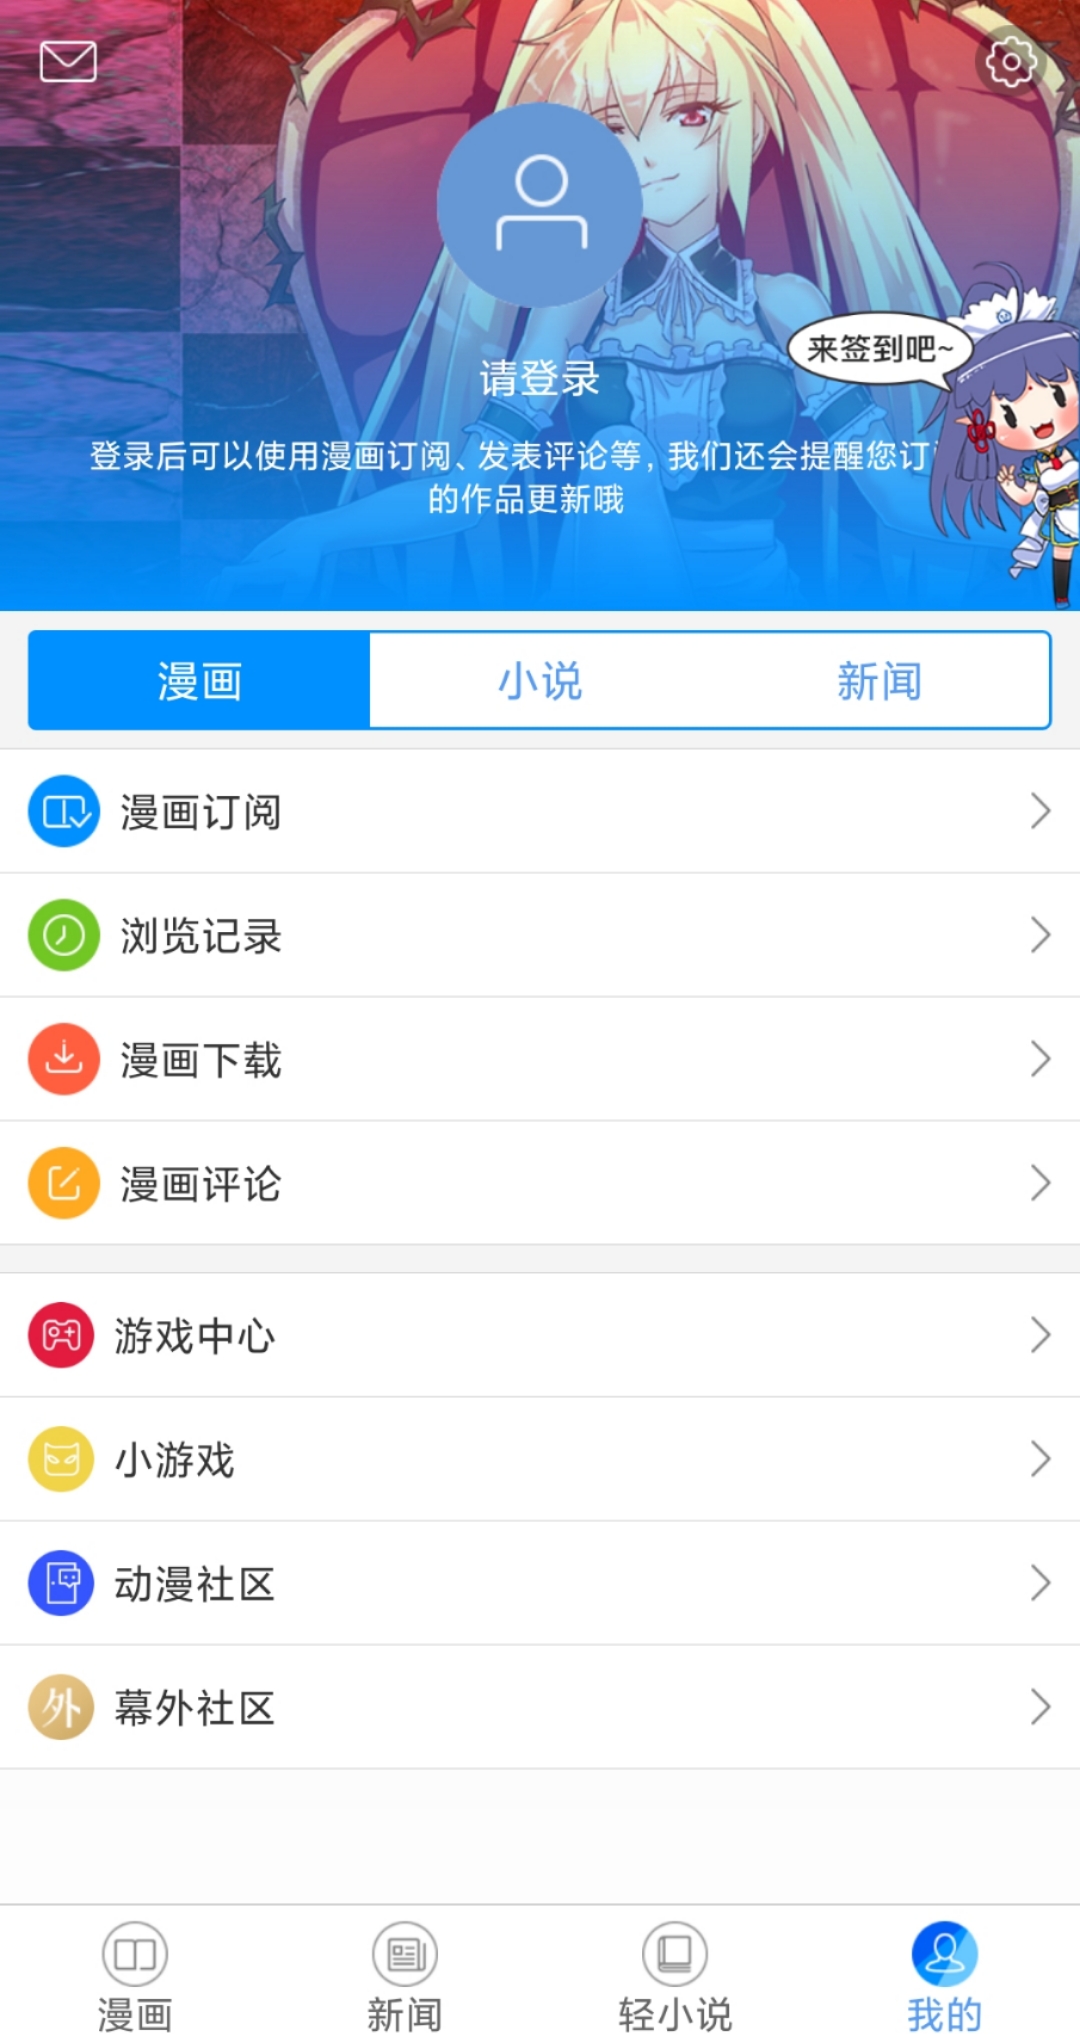 来签到吧~
请登录
登录后可以使用漫画订阅、发表评论等,我们还会提醒您订
的作品更新哦
漫画
小说
新闻
漫画订阅
浏览记录
漫画下载
漫画评论
游戏中心
小游戏
动漫社区
外 幕外社区
漫画
新闻
轻小说
我的